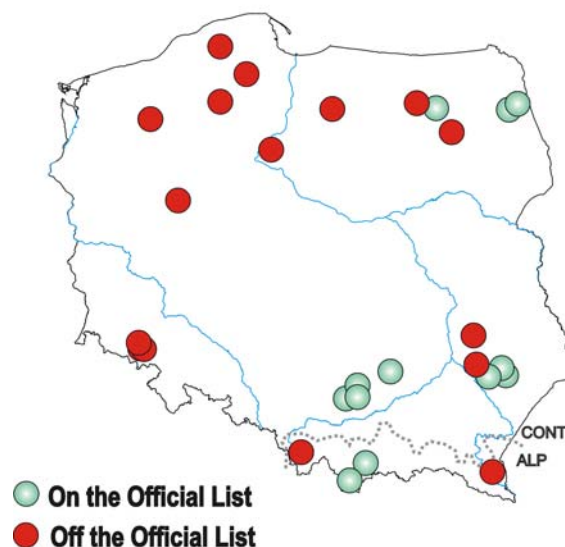 CONT
ALP
On the Official List
Off the Official List